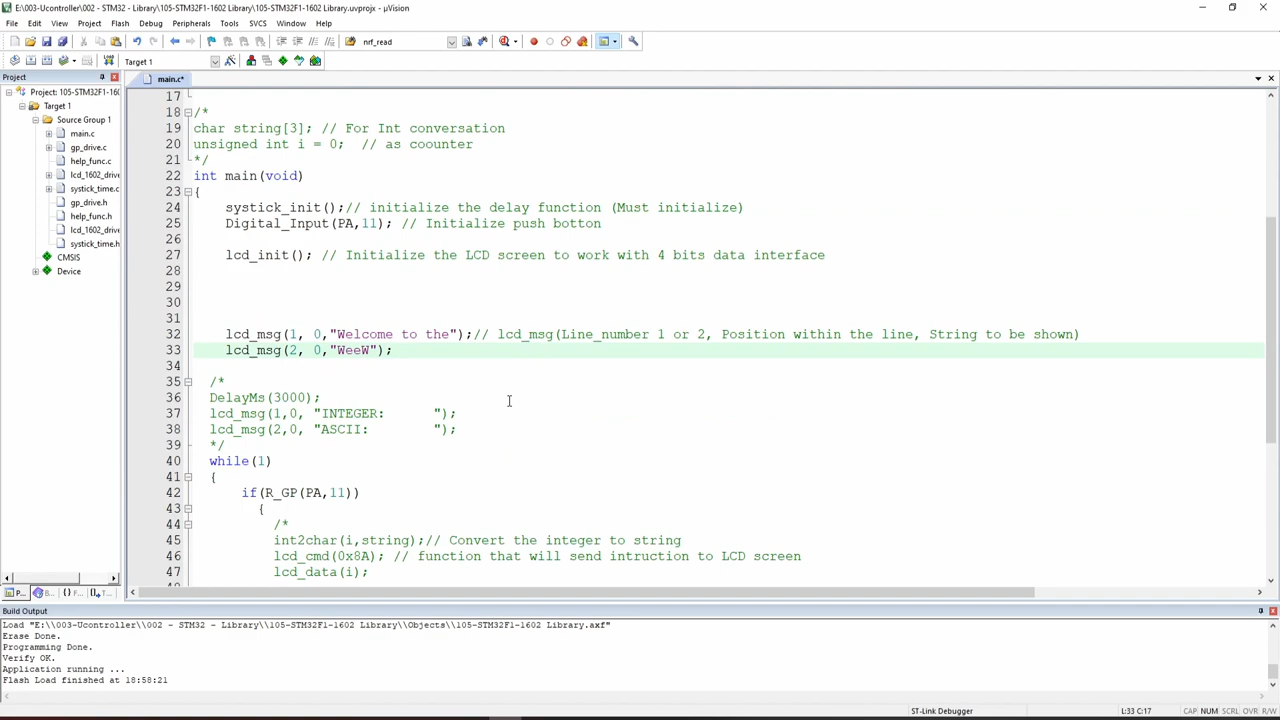 E:\003-Ucontroller\002 - STM32 - Library\105-STM32F1-1602 Library\105-STM32F1-1602 Library.uvprojx - µVision
File Edit View Project Flash Debug Peripherals Tools SVCS Window Help
nrf_read
Target 1
Project
main.c*
Project: 105-STM32F1-160
Target 1
Source Group 1
main.c
gp_drive.c
help_func.c
lcd_1602_drive
systick_time.c
gp_drive.h
help_func.h
lcd_1602_drive
systick_time.h
CMSIS
Device
17
18 /*
19 char string[3]; // For Int conversation
20 unsigned int i = 0;  // as coounter
21 */
22 int main(void)
23 {
24 systick_init();// initialize the delay function (Must initialize)
25 Digital_Input(PA,11); // Initialize push botton
26
27 lcd_init(); // Initialize the LCD screen to work with 4 bits data interface
28
29
30
31
32 lcd_msg(1, 0,"Welcome to the");// lcd_msg(Line_number 1 or 2, Position within the line, String to be shown)
33 lcd_msg(2, 0,"WeeW");
34
35 /*
36 DelayMs(3000);
37 lcd_msg(1,0, "INTEGER:      ");
38 lcd_msg(2,0, "ASCII:        ");
39 */
40 while(1)
41 {
42 if(R_GP(PA,11))
43 {
44 /*
45 int2char(i,string);// Convert the integer to string
46 lcd_cmd(0x8A); // function that will send intruction to LCD screen
47 lcd_data(i);
P... B... {} F... T...
Build Output
Load "E:\\003-Ucontroller\\002 - STM32 - Library\\105-STM32F1-1602 Library\\Objects\\105-STM32F1-1602 Library.axf"
Erase Done.
Programming Done.
Verify OK.
Application running ...
Flash Load finished at 18:58:21
ST-Link Debugger L:33 C:17 CAP NUM SCRL OVR R/W